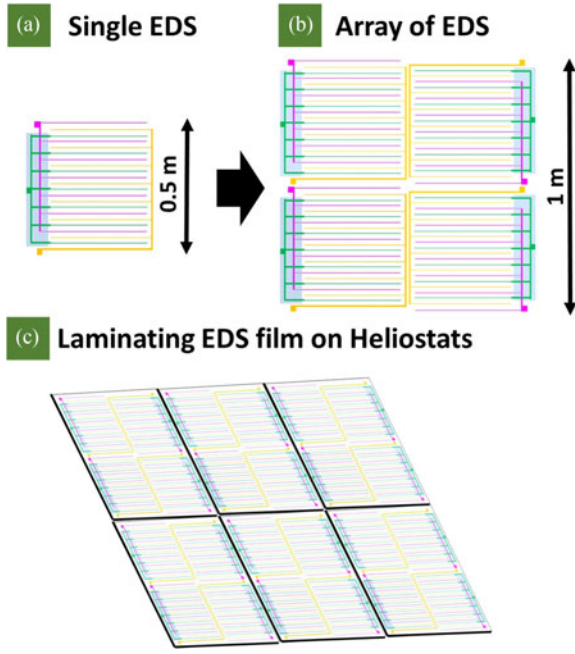 (a) Single EDS
(b) Array of EDS
0.5 m
1 m
(c) Laminating EDS film on Heliostats